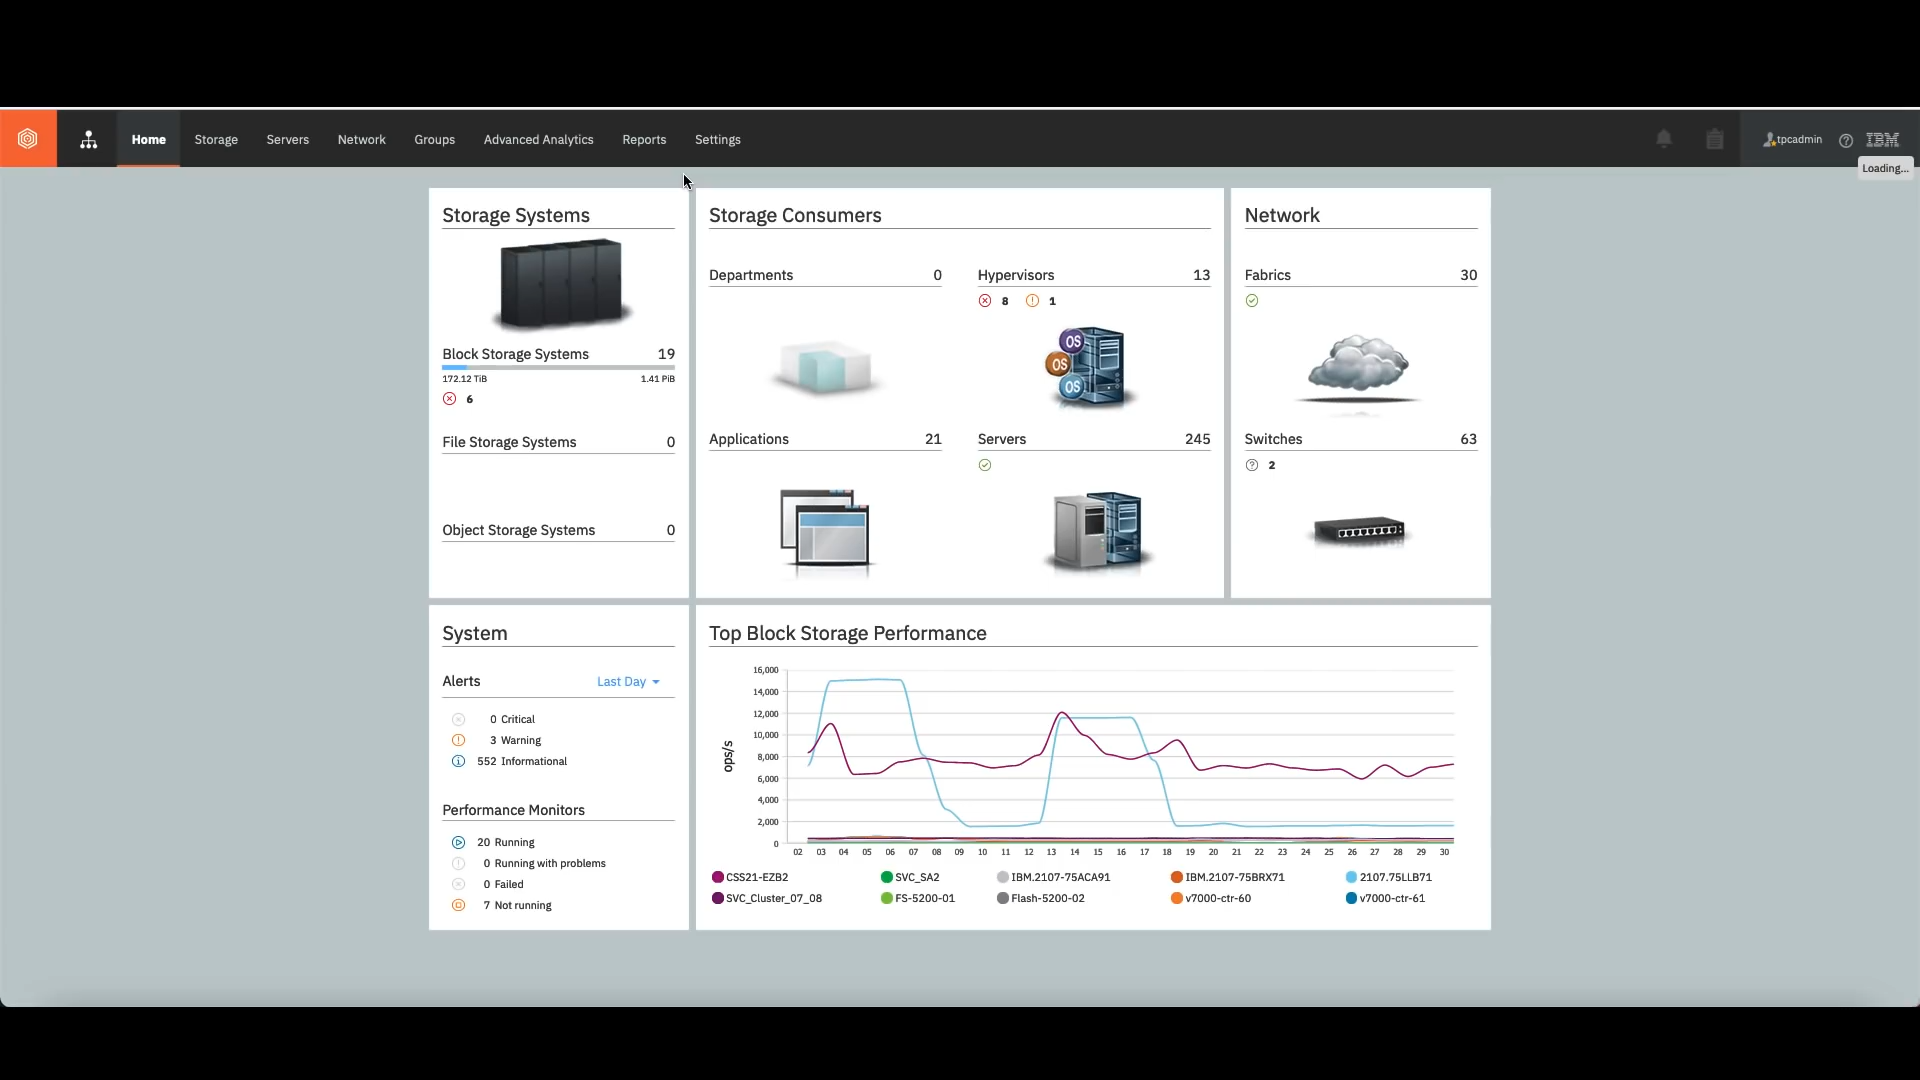 Home Storage Servers Network Groups Advanced Analytics Reports Settings tpcadmin IBM
Loading...
Storage Systems
Block Storage Systems 19
172.12 TiB 1.41 PiB
6
File Storage Systems 0
Object Storage Systems 0
Storage Consumers
Departments 0
Hypervisors 13
8 1
OS
OS
OS
Applications 21
Servers 245
Network
Fabrics 30
Switches 63
2
System
Alerts Last Day
0 Critical
3 Warning
552 Informational
Performance Monitors
20 Running
0 Running with problems
0 Failed
7 Not running
Top Block Storage Performance
ops/s
16,000
14,000
12,000
10,000
8,000
6,000
4,000
2,000
0
02 03 04 05 06 07 08 09 10 11 12 13 14 15 16 17 18 19 20 21 22 23 24 25 26 27 28 29 30
CSS21-EZB2 SVC_SA2 IBM.2107-75ACA91 IBM.2107-75BRX71 2107.75LLB71
SVC_Cluster_07_08 FS-5200-01 Flash-5200-02 v7000-ctr-60 v7000-ctr-61